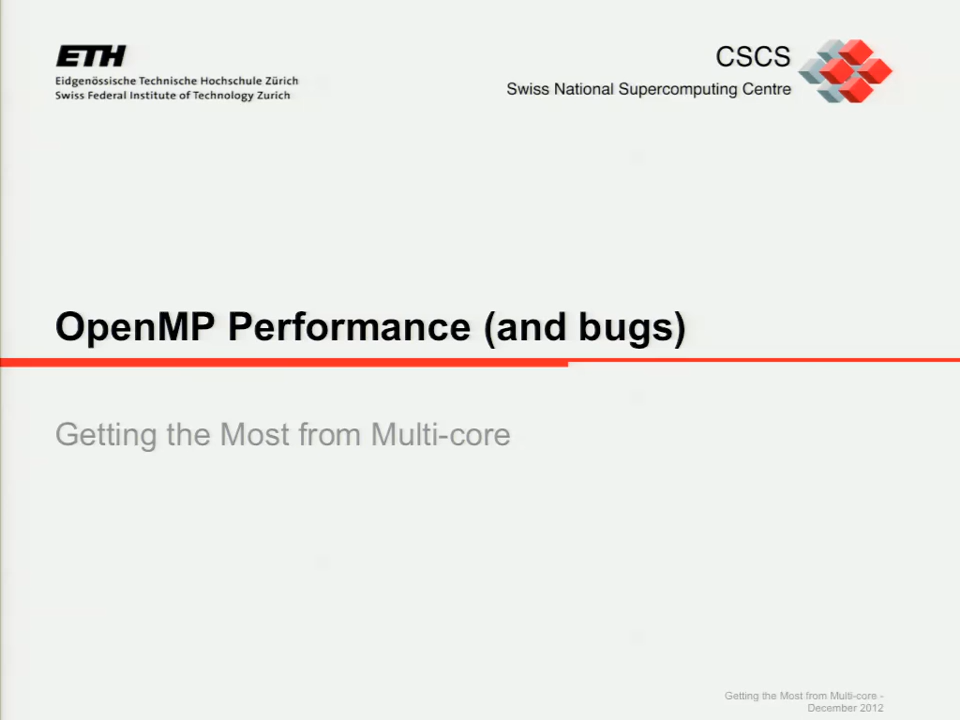 ETH
Eidgenössische Technische Hochschule Zürich
Swiss Federal Institute of Technology Zurich
CSCS
Swiss National Supercomputing Centre
OpenMP Performance (and bugs)
Getting the Most from Multi-core
Getting the Most from Multi-core -
December 2012